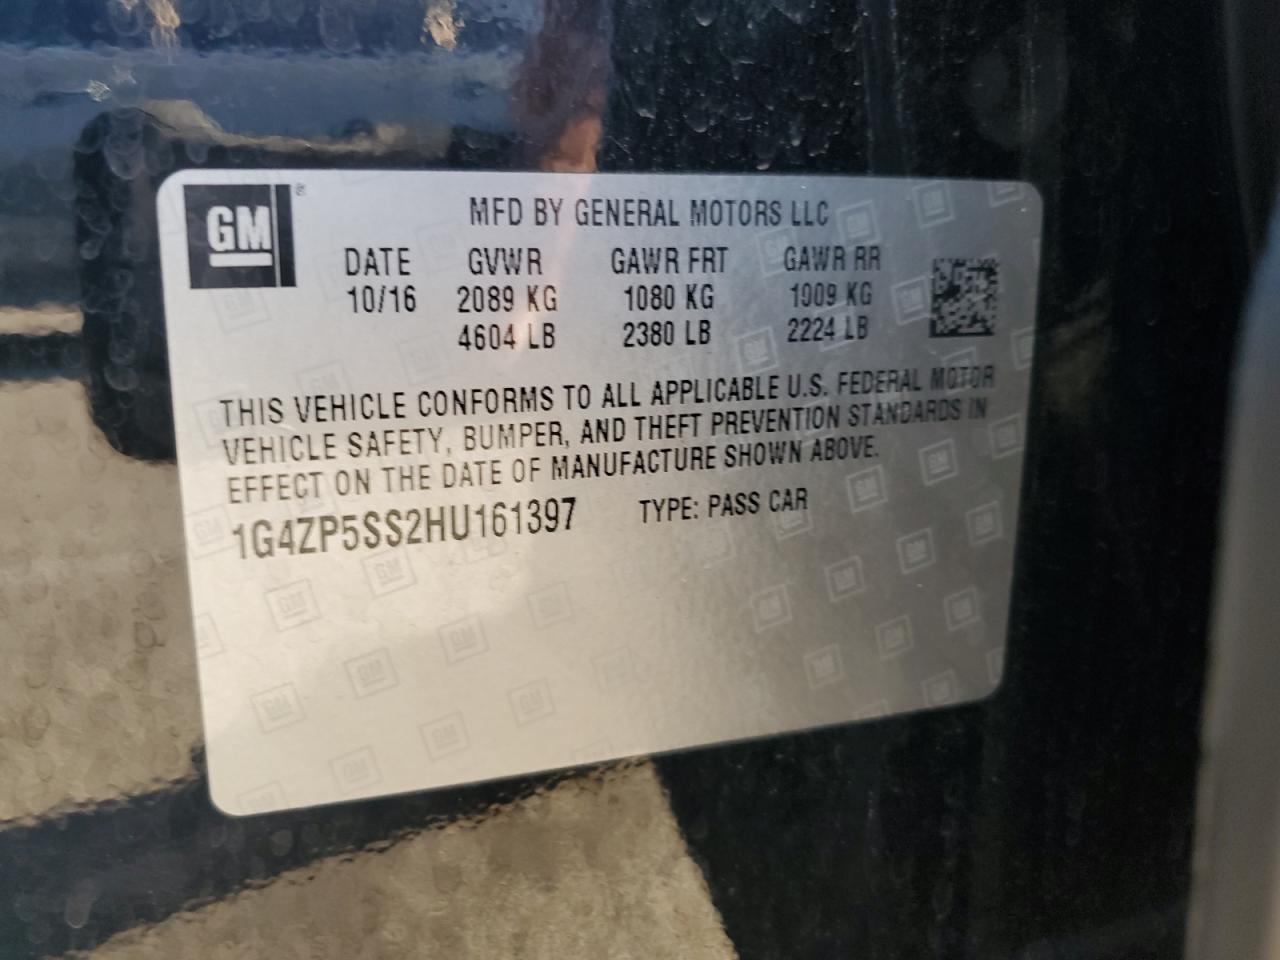 GM®
MFD BY GENERAL MOTORS LLC
DATE GVWR GAWR FRT GAWR RR
10/16 2089 KG 1080 KG 1009 KG
4604 LB 2380 LB 2224 LB
THIS VEHICLE CONFORMS TO ALL APPLICABLE U.S. FEDERAL MOTOR
VEHICLE SAFETY, BUMPER, AND THEFT PREVENTION STANDARDS IN
EFFECT ON THE DATE OF MANUFACTURE SHOWN ABOVE.
1G4ZP5SS2HU161397 TYPE: PASS CAR